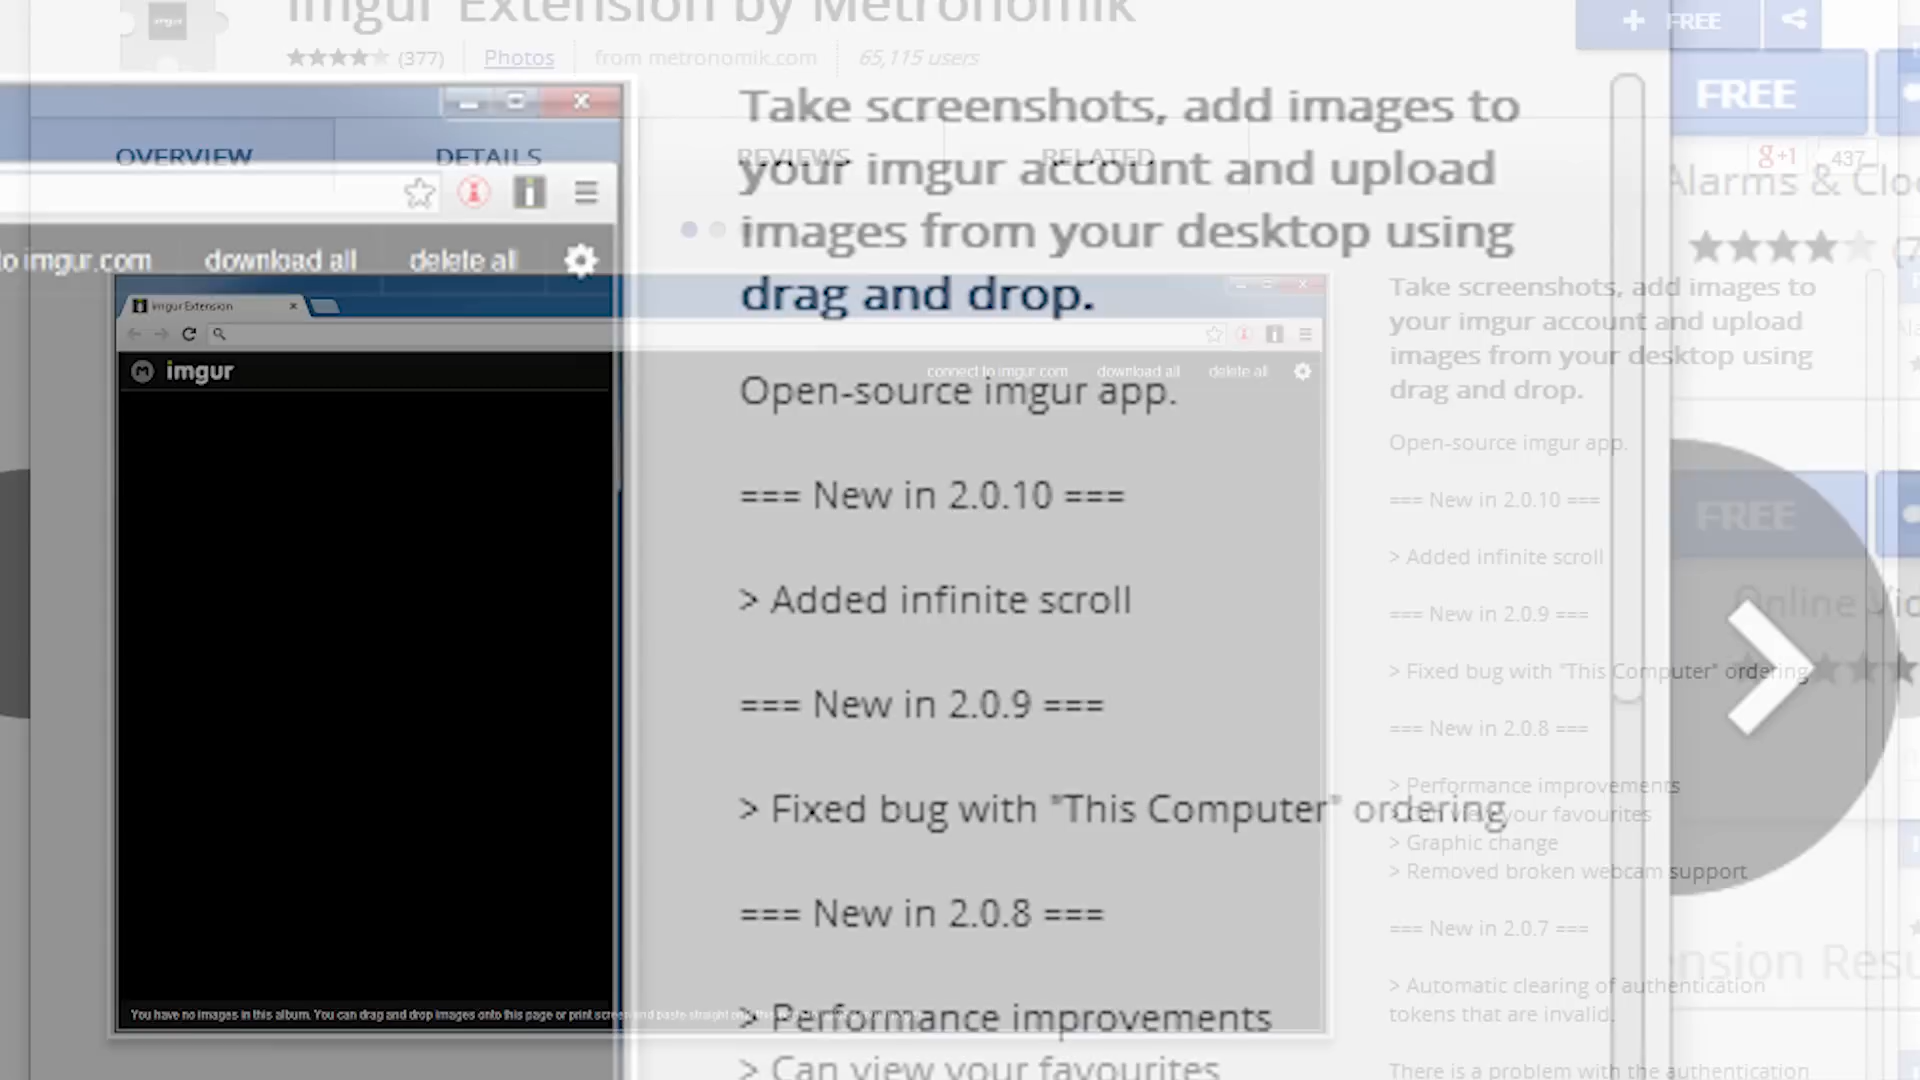 imgur Extension by Metronomik
(377)
Photos
from metronomik.com
65,115 users
FREE
FREE
g+1
437
OVERVIEW
DETAILS
REVIEWS
RELATED
Alarms &
to imgur.com
download all
delete all
Take screenshots, add images to
your imgur account and upload
images from your desktop using
drag and drop.
Open-source imgur app.
=== New in 2.0.10 ===
> Added infinite scroll
=== New in 2.0.9 ===
> Fixed bug with "This Computer" ordering
=== New in 2.0.8 ===
> Performance improvements
> Can view your favourites
imgur Extension
imgur
connect to imgur.com
download all
delete all
You have no images in this album. You can drag and drop images onto this page or print screen and paste straight
Take screenshots, add images to
your imgur account and upload
images from your desktop using
drag and drop.
Open-source imgur app.
=== New in 2.0.10 ===
> Added infinite scroll
=== New in 2.0.9 ===
> Fixed bug with "This Computer" ordering
=== New in 2.0.8 ===
> Performance improvements
> Can view your favourites
> Graphic change
> Removed broken webcam support
=== New in 2.0.7 ===
> Automatic clearing of authentication
tokens that are invalid.
There is a problem with the authentication
FREE
Online